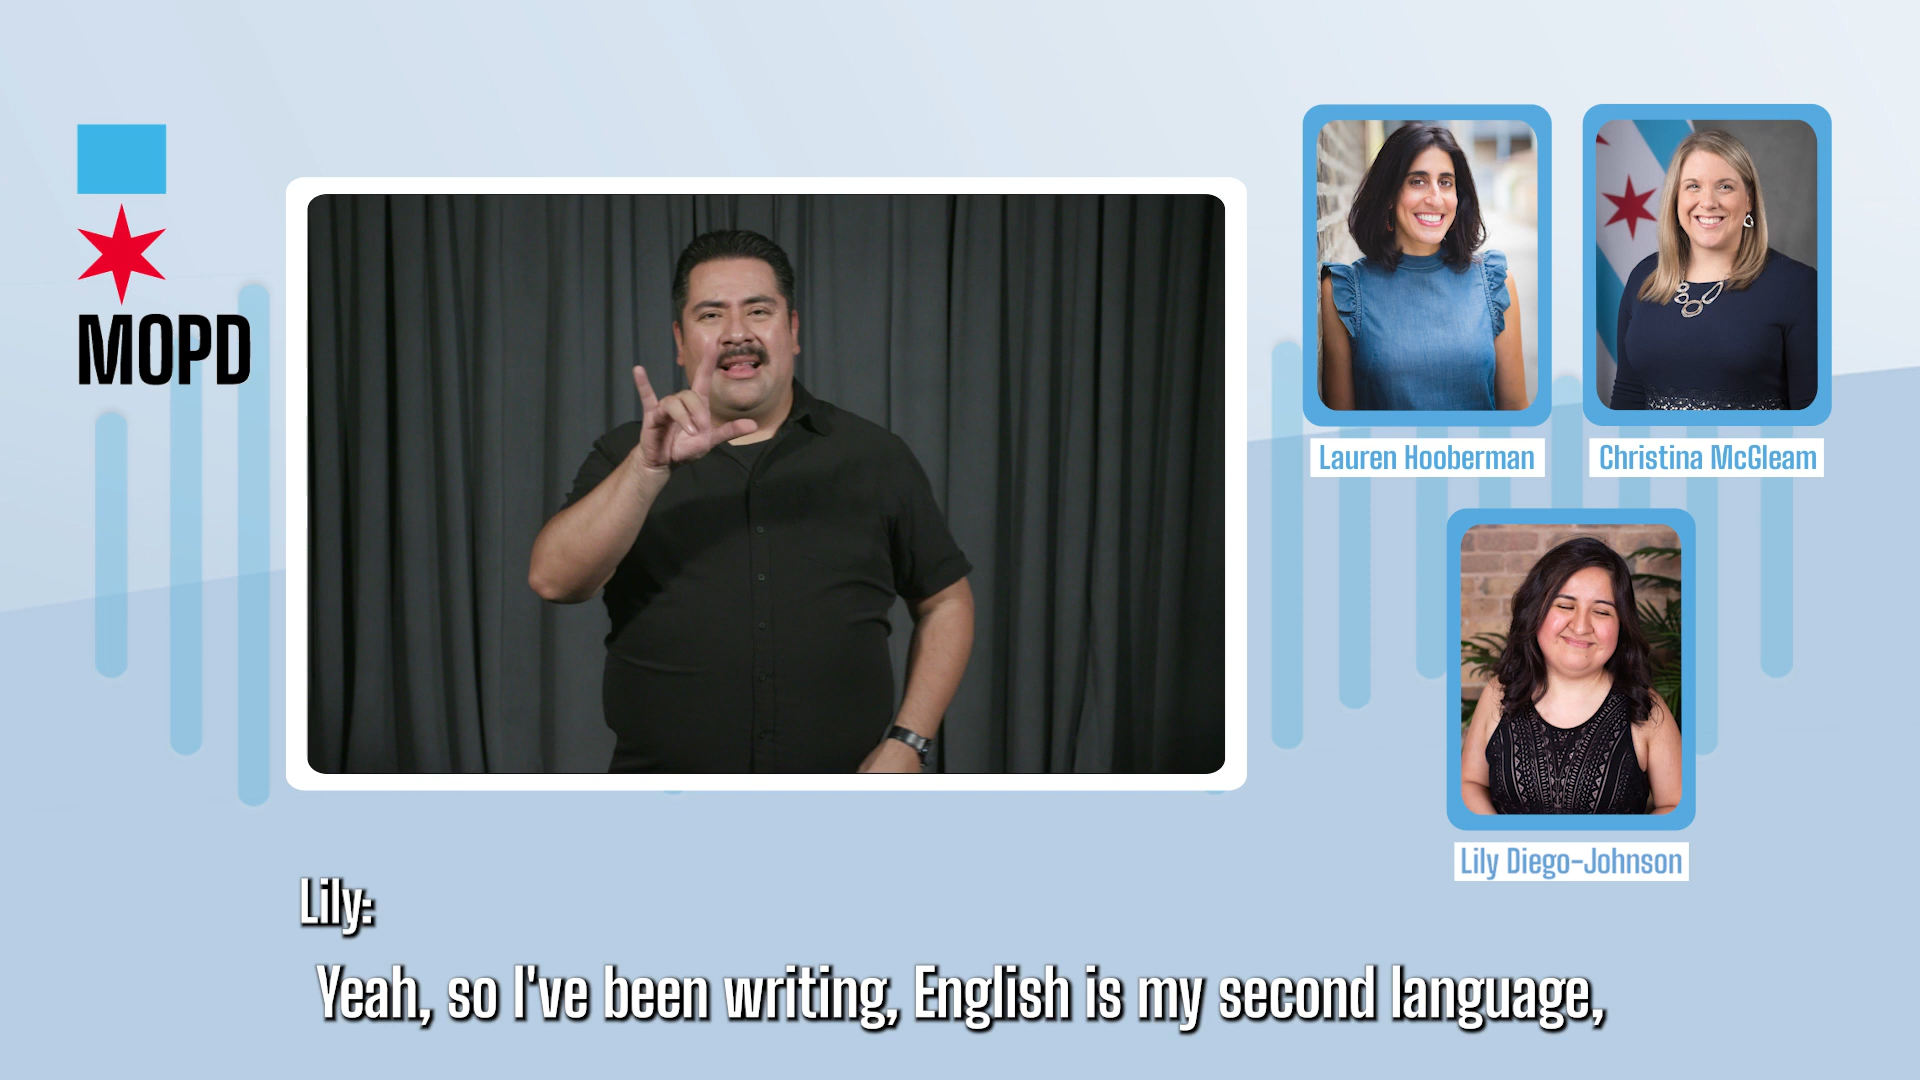 MOPD
Lauren Hooberman
Christina McGleam
Lily Diego-Johnson
Lily:
Yeah, so I've been writing, English is my second language,